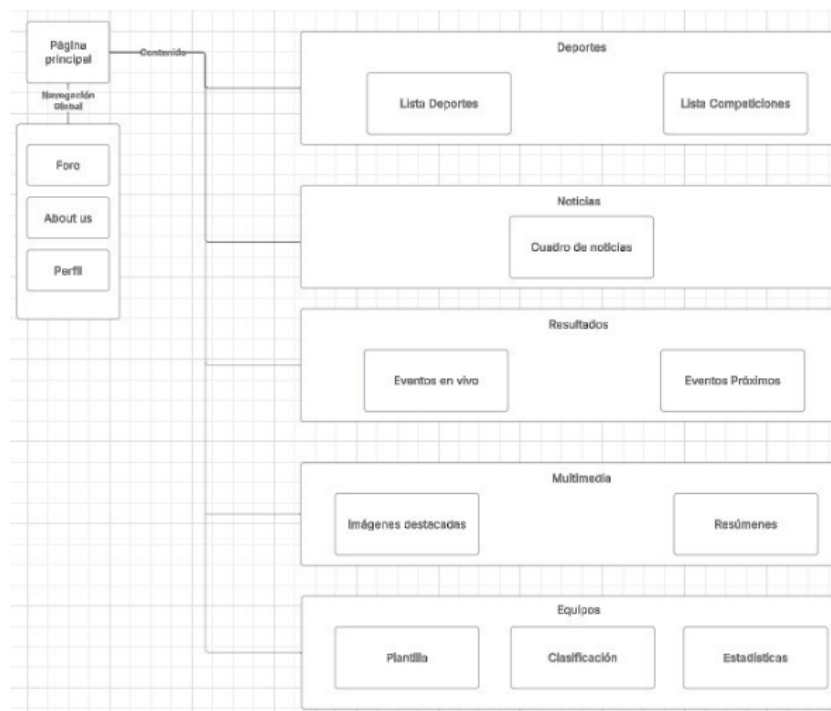 Página
principal
Contenido
Navegación
Global
Foro
About us
Perfil
Deportes
Lista Deportes
Lista Competiciones
Noticias
Cuadro de noticias
Resultados
Eventos en vivo
Eventos Próximos
Multimedia
Imágenes destacadas
Resúmenes
Equipos
Plantilla
Clasificación
Estadísticas